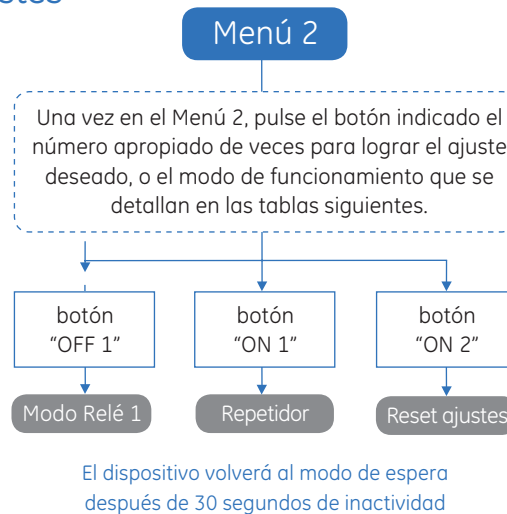 Menú 2
Una vez en el Menú 2, pulse el botón indicado el
número apropiado de veces para lograr el ajuste
deseado, o el modo de funcionamiento que se
detallan en las tablas siguientes.
botón
“OFF 1”
botón
“ON 1”
botón
“ON 2”
Modo Relé 1
Repetidor
Reset ajustes
El dispositivo volverá al modo de espera
después de 30 segundos de inactividad